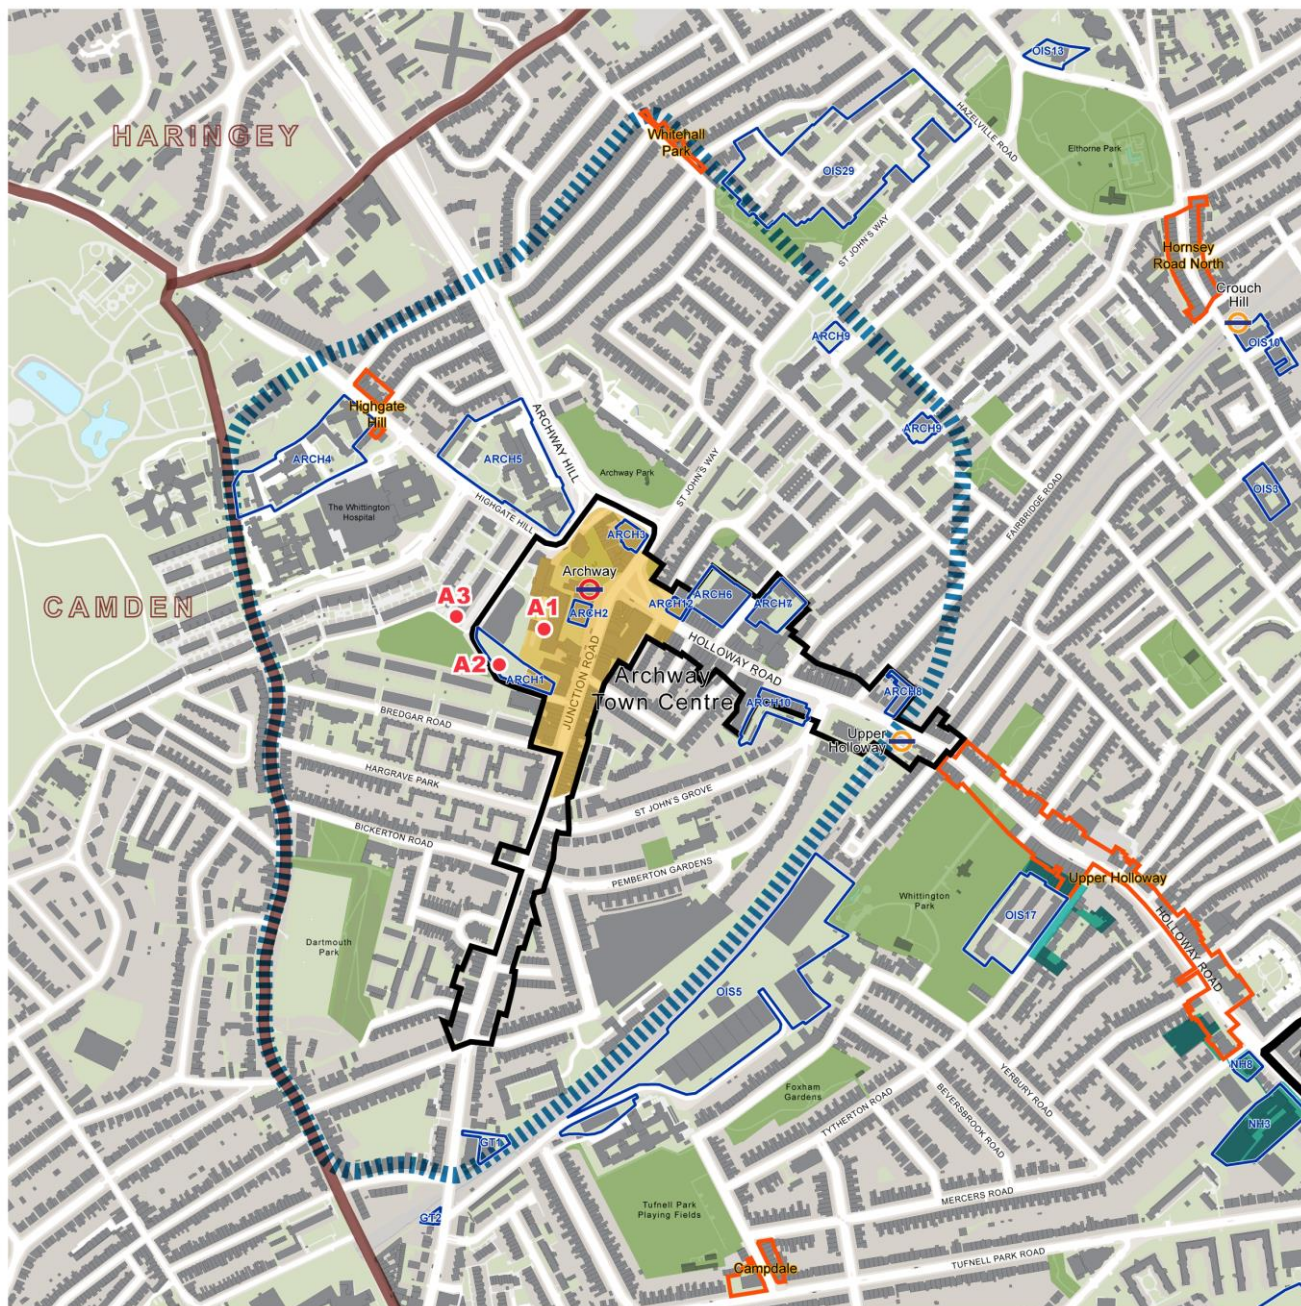 OIS13
HAZELVILLE ROAD
HARINGEY
Whitehall
Park
Elthorne Park
OIS29
ST JOHN'S WAY
Hornsey
Road North
Crouch
Hill
OIS10
ARCH9
Highgate
Hill
ARCHWAY HILL
ARCH9
ARCH4
ARCH5
Archway Park
ST JOHN'S WAY
OIS3
The Whittington
Hospital
HIGHGATE HILL
FAIRBRIDGE ROAD
ARCH3
Archway
CAMDEN
A3
A1
ARCH2
ARCH12
ARCH6
ARCH7
HOLLOWAY ROAD
A2
ARCH1
JUNCTION ROAD
Archway
Town Centre
ARCH8
ARCH10
BREDGAR ROAD
Upper
Holloway
HARGRAVE PARK
ST JOHN'S GROVE
BICKERTON ROAD
PEMBERTON GARDENS
Upper Holloway
Whittington
Park
OIS17
HOLLOWAY ROAD
Dartmouth
Park
OIS5
NH8
Foxham
Gardens
YERBURY ROAD
TYTHERTON ROAD
BEVERSBROOK ROAD
NH3
GT1
MERCERS ROAD
Tufnell Park
Playing Fields
GT2
Campdale
TUFNELL PARK ROAD